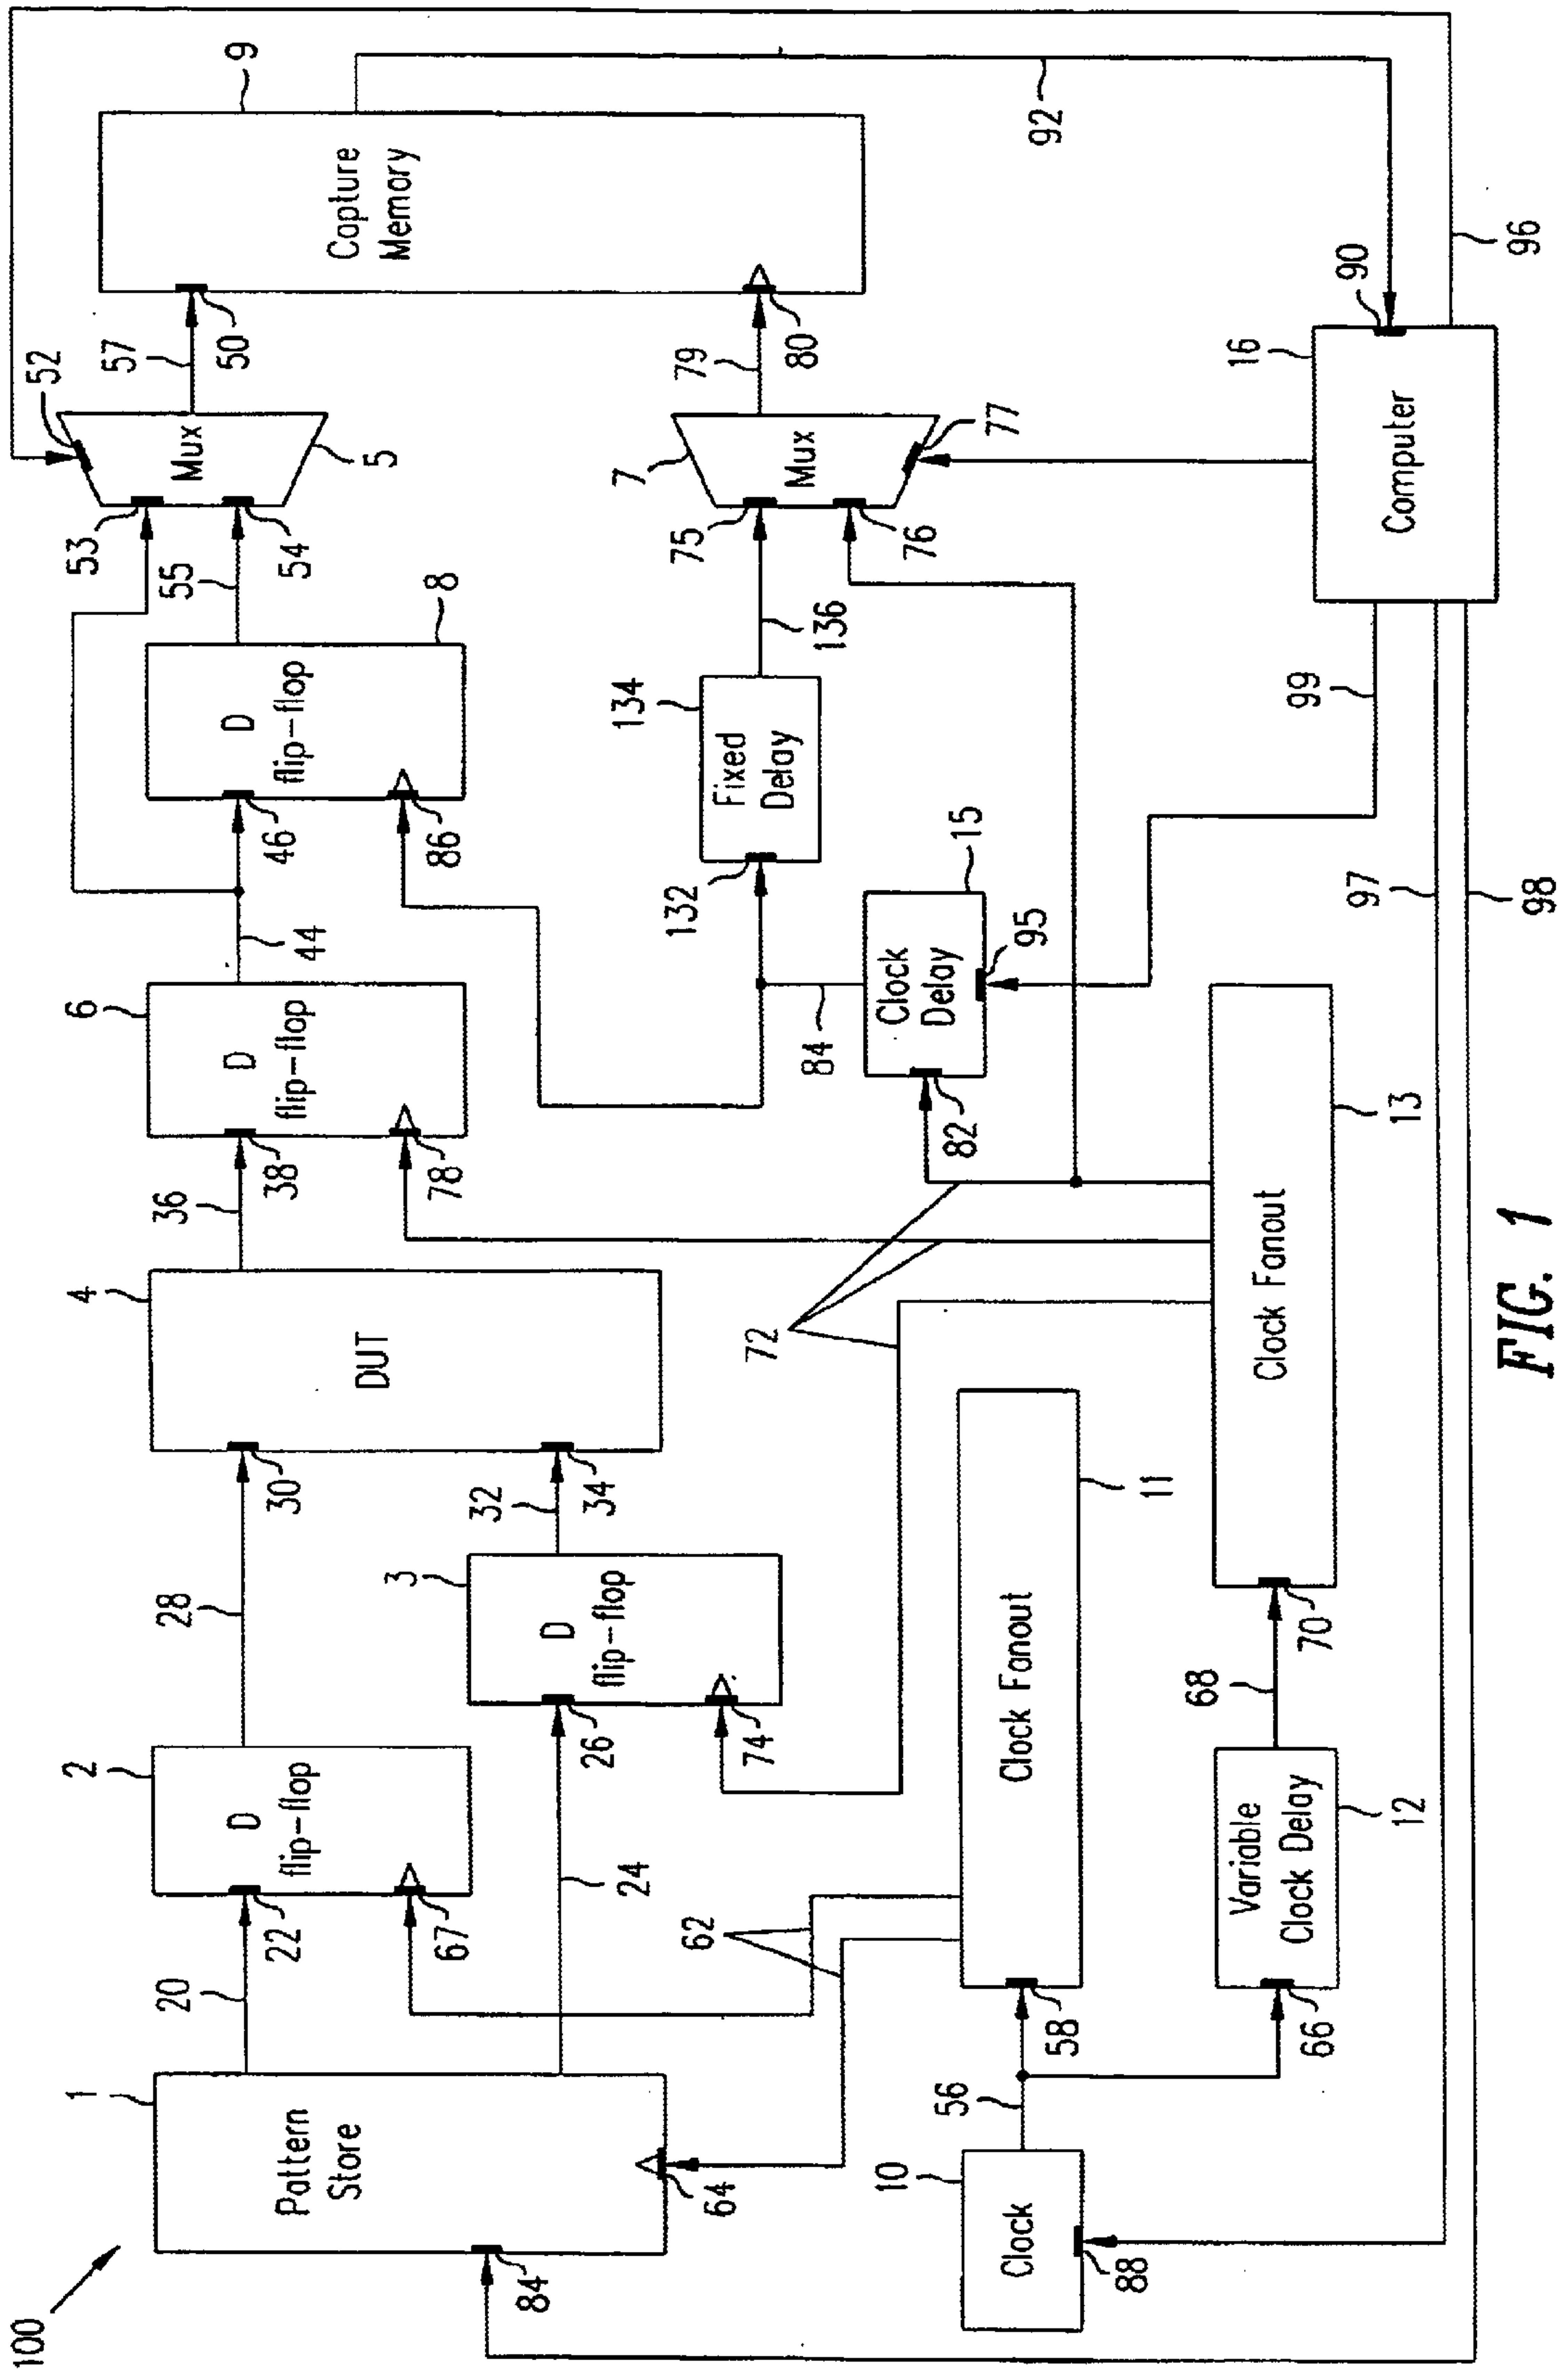 100
1
Pattern
Store
84
64
20
22
2
D
flip-flop
67
62
24
28
26
3
D
flip-flop
74
32
30
34
4
DUT
36
38
6
D
flip-flop
78
44
46
8
D
flip-flop
86
55
53
54
52
Mux
5
57
50
9
Capture
Memory
80
79
7
Mux
75
76
77
136
134
Fixed
Delay
132
15
Clock
Delay
84
82
95
72
10
Clock
88
56
58
Clock Fanout
11
66
Variable
Clock Delay
12
68
70
Clock Fanout
13
16
Computer
90
92
96
99
97
98
FIG. 1